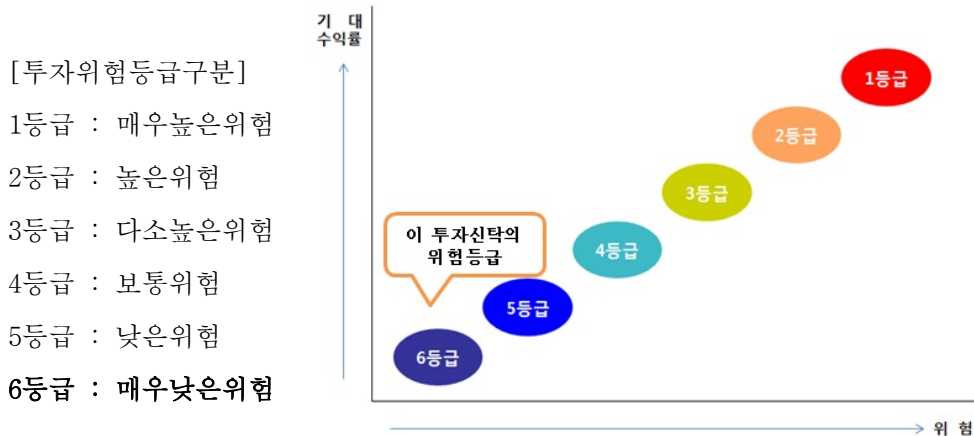 [투자위험등급구분]
1등급 : 매우높은위험
2등급 : 높은위험
3등급 : 다소높은위험
4등급 : 보통위험
5등급 : 낮은위험
6등급 : 매우낮은위험
기 대
수익률
1등급
2등급
3등급
4등급
이 투자신탁의
위험등급
5등급
6등급
위 험